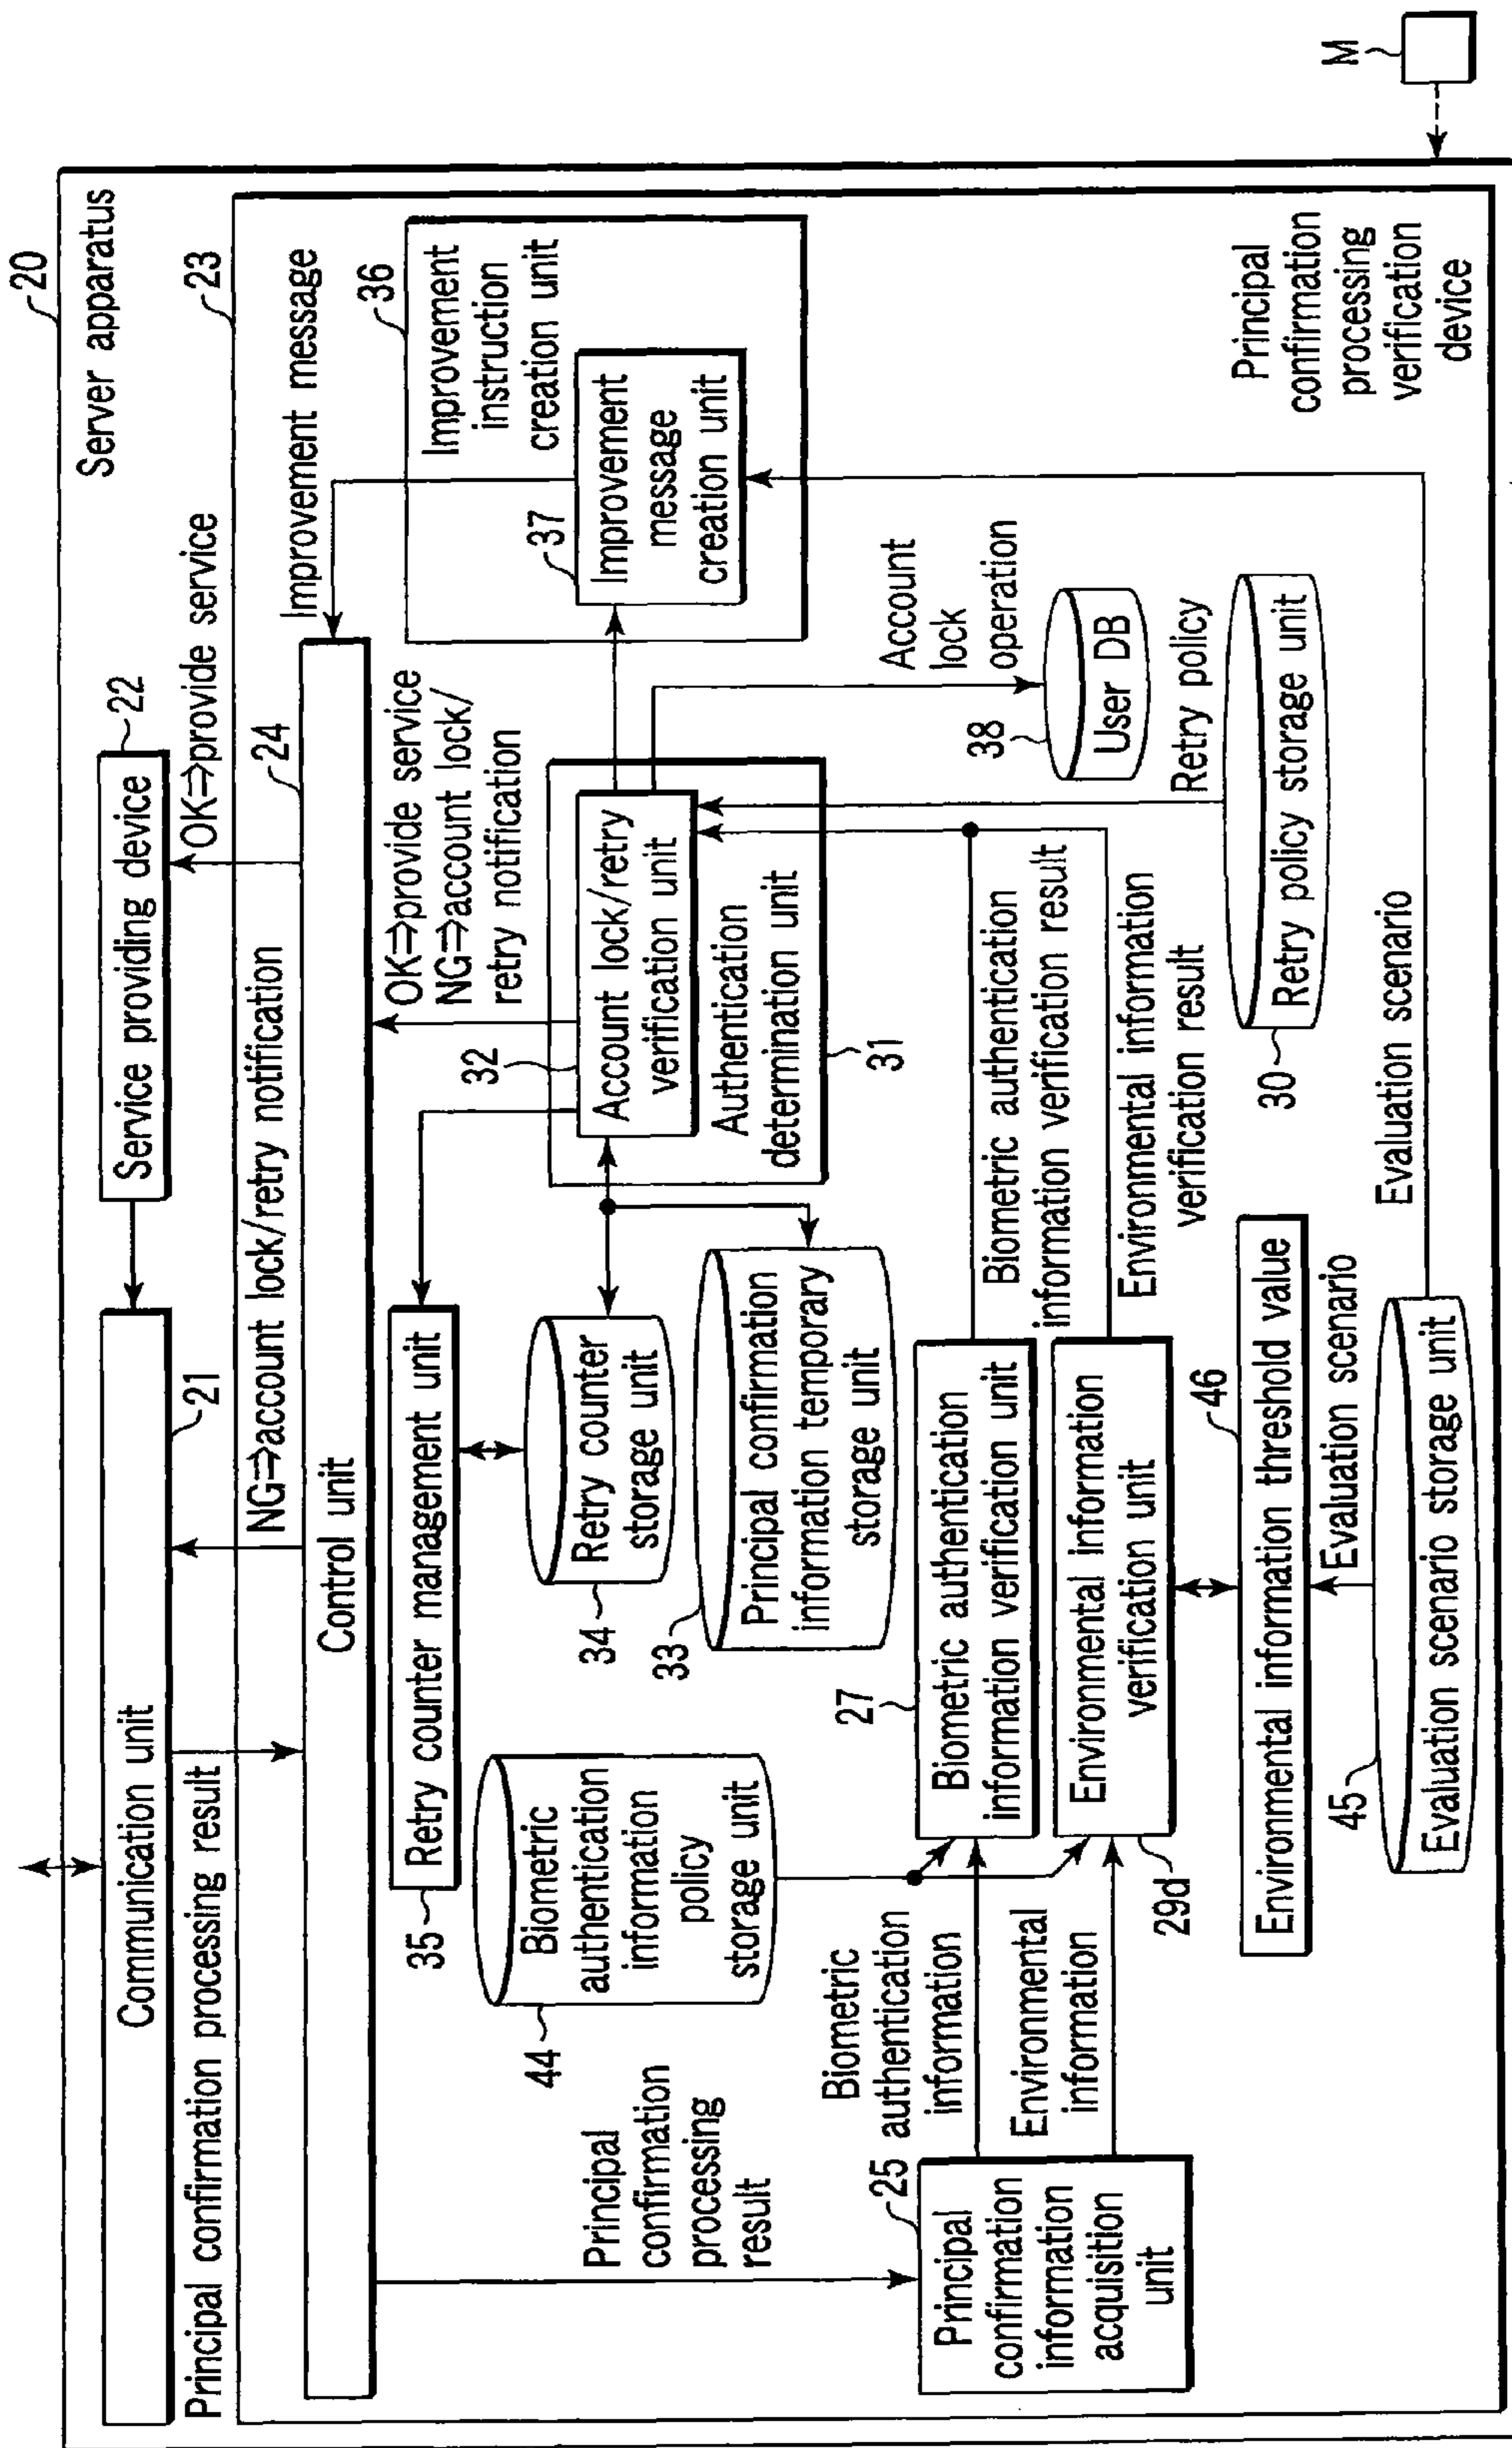 20
Server apparatus
Communication unit
21
Service providing device
22
Principal confirmation processing result
NG⇒account lock/retry notification
OK⇒provide service
23
Control unit
24
Improvement message
35
Retry counter management unit
OK⇒provide service
NG⇒account lock/
retry notification
36
Improvement
instruction
creation unit
37
Improvement
message
creation unit
44
Biometric
authentication
information
policy
storage unit
34
Retry counter
storage unit
32
Account lock/retry
verification unit
Authentication
determination unit
31
33
Principal confirmation
information temporary
storage unit
Account
lock
operation
38
User DB
Principal
confirmation
processing
result
25
Principal
confirmation
information
acquisition
unit
Biometric
authentication
information
Environmental
information
27
Biometric authentication
information verification unit
Environmental information
verification unit
29d
Biometric authentication
information verification result
Environmental information
verification result
Retry policy
30
Retry policy storage unit
46
Environmental information threshold value
Evaluation scenario
45
Evaluation scenario storage unit
Evaluation scenario
Principal
confirmation
processing
verification
device
M